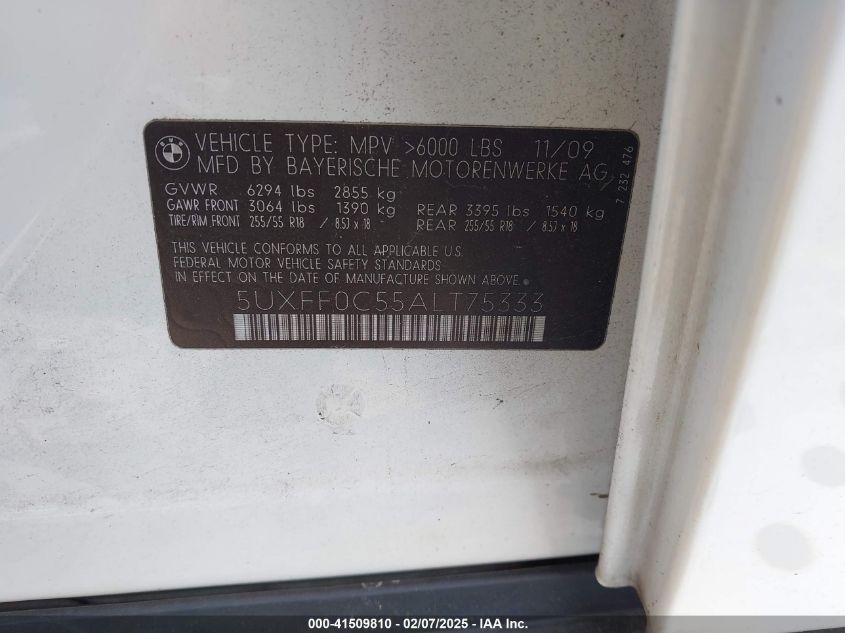 BMW
VEHICLE TYPE: MPV >6000 LBS 11/09
MFD BY BAYERISCHE MOTORENWERKE AG
7 232 476
GVWR 6294 lbs 2855 kg
GAWR FRONT 3064 lbs 1390 kg REAR 3395 lbs 1540 kg
TIRE/RIM FRONT 255/55 R18 / 8.5J x 18 REAR 255/55 R18 / 8.5J x 18
THIS VEHICLE CONFORMS TO ALL APPLICABLE U.S.
FEDERAL MOTOR VEHICLE SAFETY STANDARDS
IN EFFECT ON THE DATE OF MANUFACTURE SHOWN ABOVE.
5UXFF0C55ALT75333
000-41509810 - 02/07/2025 - IAA Inc.